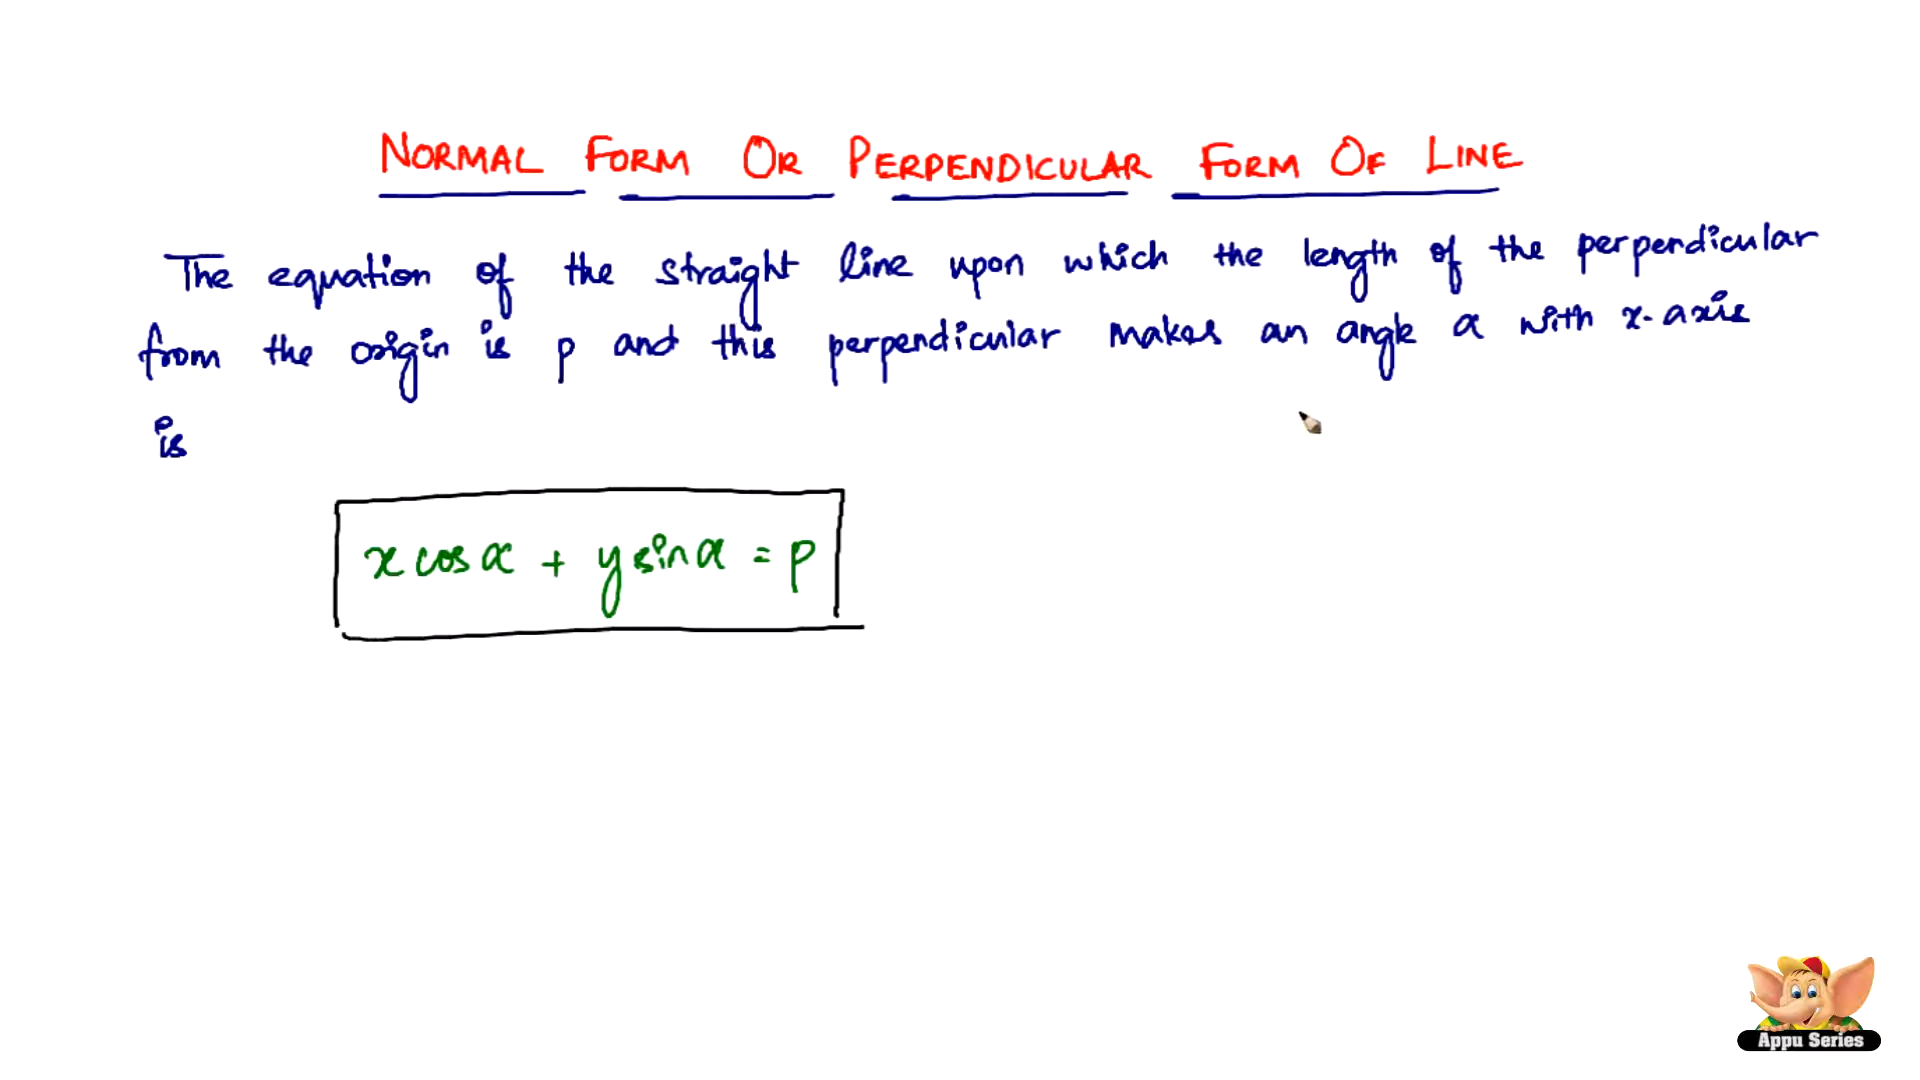 NORMAL FORM OR PERPENDICULAR FORM OF LINE
The equation of the straight line upon which the length of the perpendicular
from the origin is p and this perpendicular makes an angle α with x-axis
is
x cos α + y sin α = p
Appu Series